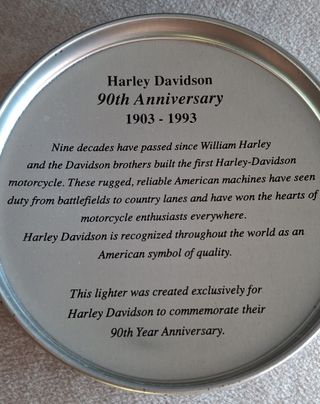 Harley Davidson
90th Anniversary
1903 - 1993
Nine decades have passed since William Harley
and the Davidson brothers built the first Harley-Davidson
motorcycle. These rugged, reliable American machines have seen
duty from battlefields to country lanes and have won the hearts of
motorcycle enthusiasts everywhere.
Harley Davidson is recognized throughout the world as an
American symbol of quality.
This lighter was created exclusively for
Harley Davidson to commemorate their
90th Year Anniversary.